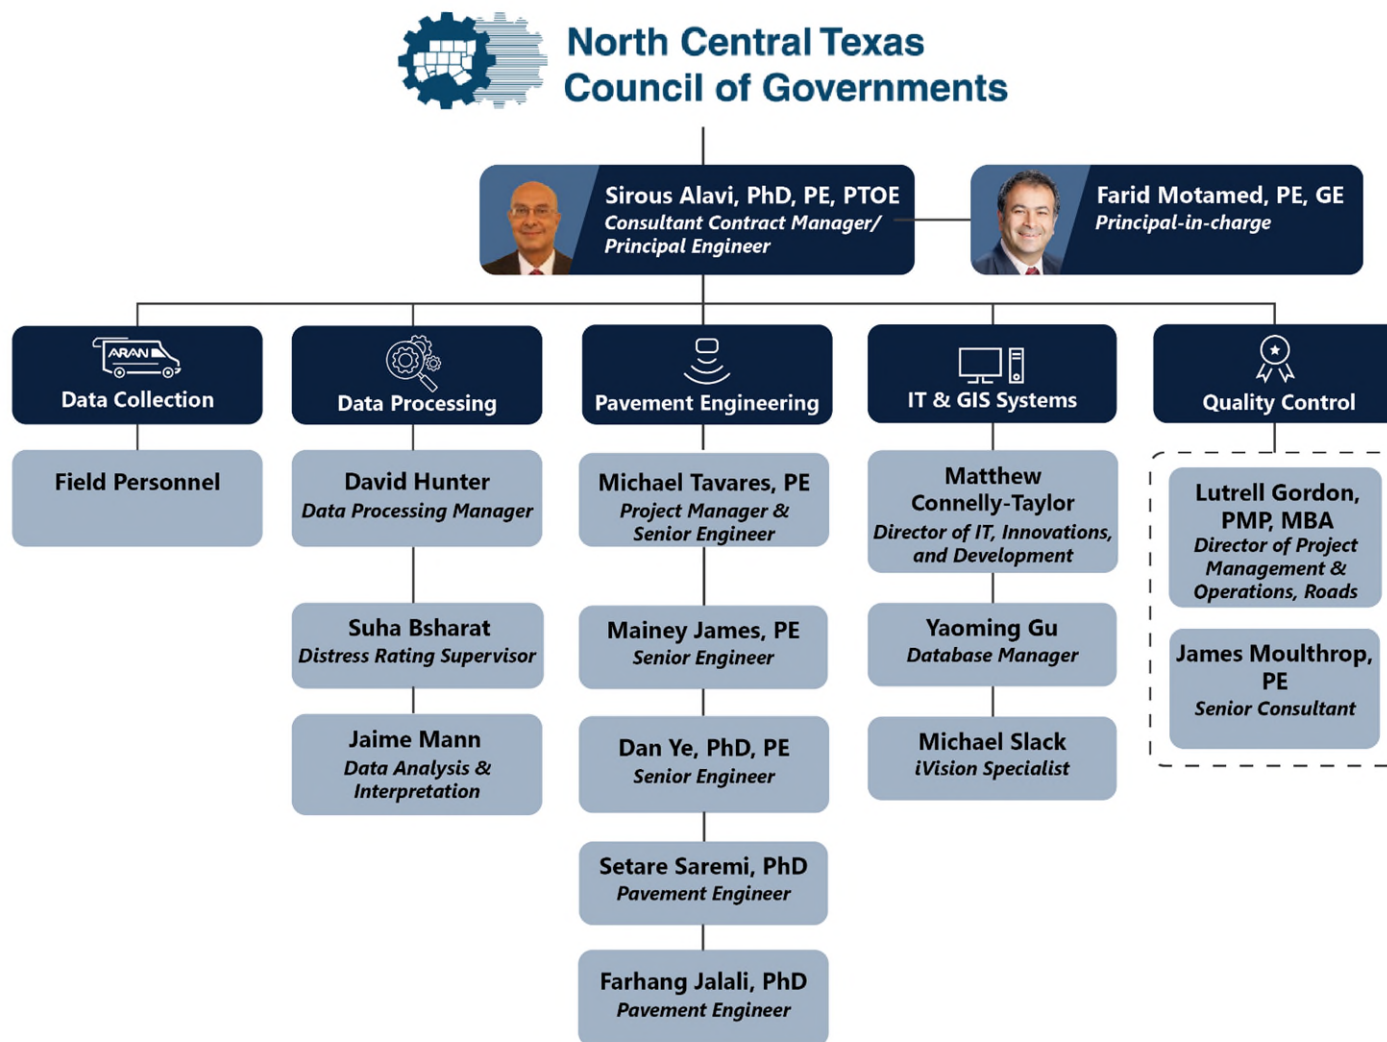 North Central Texas
Council of Governments
Sirous Alavi, PhD, PE, PTOE
Consultant Contract Manager/
Principal Engineer
Farid Motamed, PE, GE
Principal-in-charge
ARAN
Data Collection
Data Processing
Pavement Engineering
IT & GIS Systems
Quality Control
Field Personnel
David Hunter
Data Processing Manager
Suha Bsharat
Distress Rating Supervisor
Jaime Mann
Data Analysis &
Interpretation
Michael Tavares, PE
Project Manager &
Senior Engineer
Mainey James, PE
Senior Engineer
Dan Ye, PhD, PE
Senior Engineer
Setare Saremi, PhD
Pavement Engineer
Farhang Jalali, PhD
Pavement Engineer
Matthew
Connelly-Taylor
Director of IT, Innovations,
and Development
Yaoming Gu
Database Manager
Michael Slack
iVision Specialist
Lutrell Gordon,
PMP, MBA
Director of Project
Management &
Operations, Roads
James Moulthrop,
PE
Senior Consultant